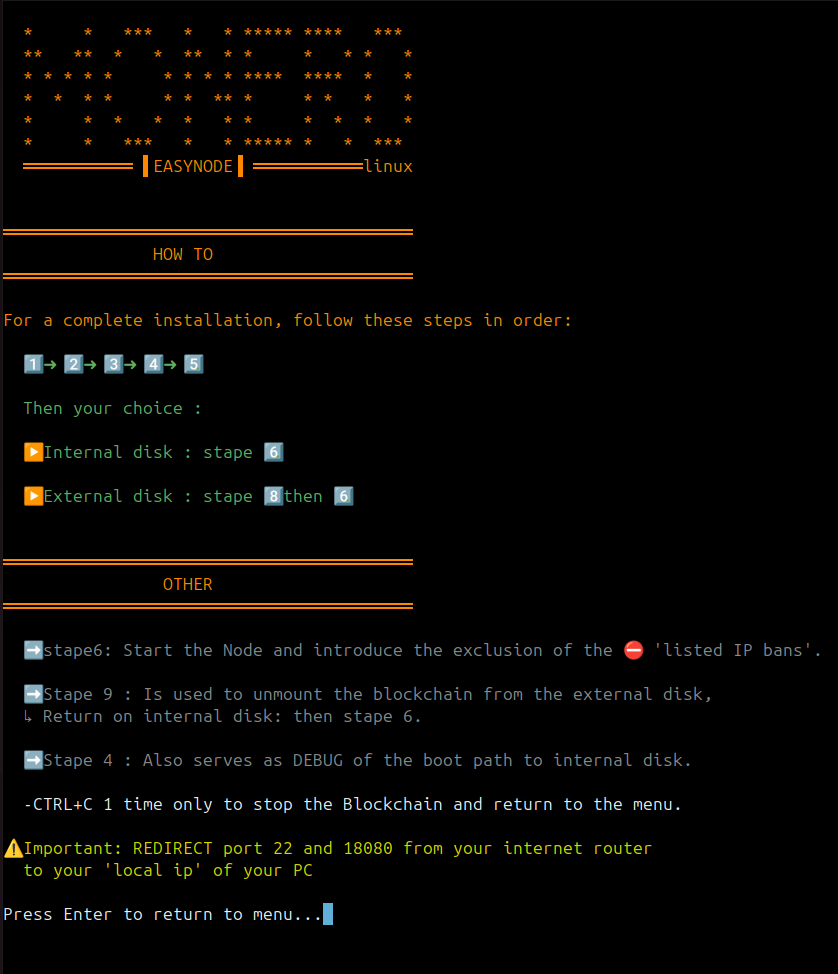 *     *   ***   *   * ***** ****   ***
**   **  *   *  **  * *     *   * *   *
* * * * *     * * * * ****  ****  *   *
*  *  * *     * *  ** *     * *   *   *
*     *  *   *  *   * *     *  *  *   *
*     *   ***   *   * ***** *   *  ***
═══════════ ▌EASYNODE▐ ═══════════linux
═════════════════════════════════════════
HOW TO
═════════════════════════════════════════
For a complete installation, follow these steps in order:
1️⃣→ 2️⃣→ 3️⃣→ 4️⃣→ 5️⃣
Then your choice :
▶️Internal disk : stape 6️⃣
▶️External disk : stape 8️⃣then 6️⃣
═════════════════════════════════════════
OTHER
═════════════════════════════════════════
➡️stape6: Start the Node and introduce the exclusion of the ⛔ 'listed IP bans'.
➡️Stape 9 : Is used to unmount the blockchain from the external disk,
↳ Return on internal disk: then stape 6.
➡️Stape 4 : Also serves as DEBUG of the boot path to internal disk.
-CTRL+C 1 time only to stop the Blockchain and return to the menu.
⚠️Important: REDIRECT port 22 and 18080 from your internet router
to your 'local ip' of your PC
Press Enter to return to menu...